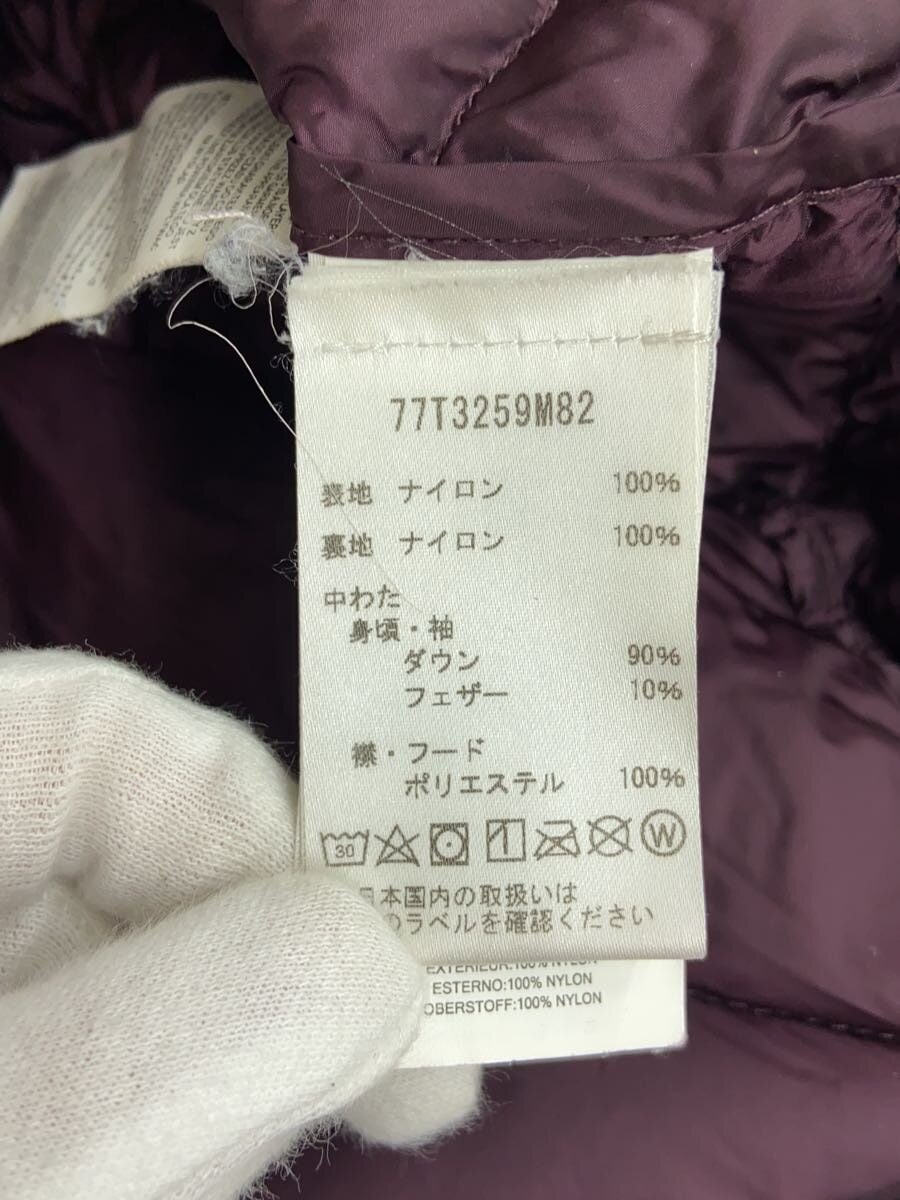 77T3259M82
表地 ナイロン 100%
裏地 ナイロン 100%
中わた
身頃・袖
ダウン 90%
フェザー 10%
襟・フード
ポリエステル 100%
30
W
日本国内の取扱いは
のラベルを確認ください
EXTERIEUR:100% NYLON
ESTERNO:100% NYLON
OBERSTOFF:100% NYLON